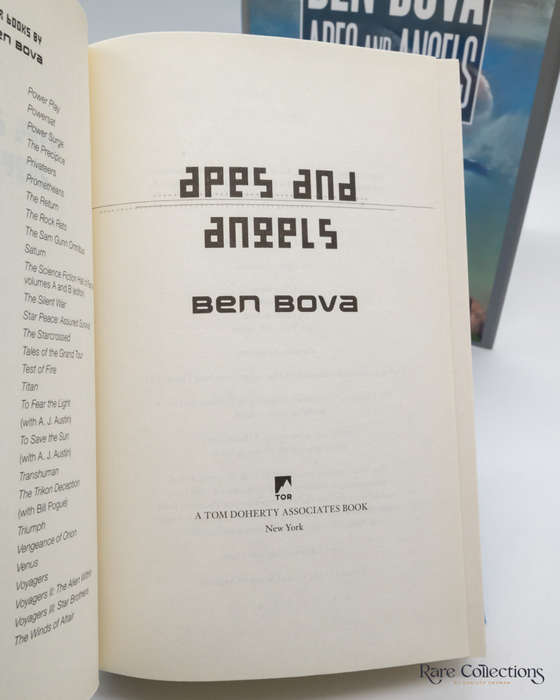 r books by
en Bova
Power Play
Powersat
Power Surge
The Precipice
Privateers
Prometheans
The Return
The Rock Rats
The Sam Gunn Omnibus
Saturn
The Science Fiction Hall of Fame
volumes A and B (editor)
The Silent War
Star Peace: Assured Survival
The Starcrossed
Tales of the Grand Tour
Test of Fire
Titan
To Fear the Light
(with A. J. Austin)
To Save the Sun
(with A. J. Austin)
Transhuman
The Trikon Deception
(with Bill Pogue)
Triumph
Vengeance of Orion
Venus
Voyagers
Voyagers II: The Alien Within
Voyagers III: Star Brothers
The Winds of Altair
apes and
angels
Ben Bova
TOR
A TOM DOHERTY ASSOCIATES BOOK
New York
BEN BOVA
APES AND ANGELS
Rare Collections